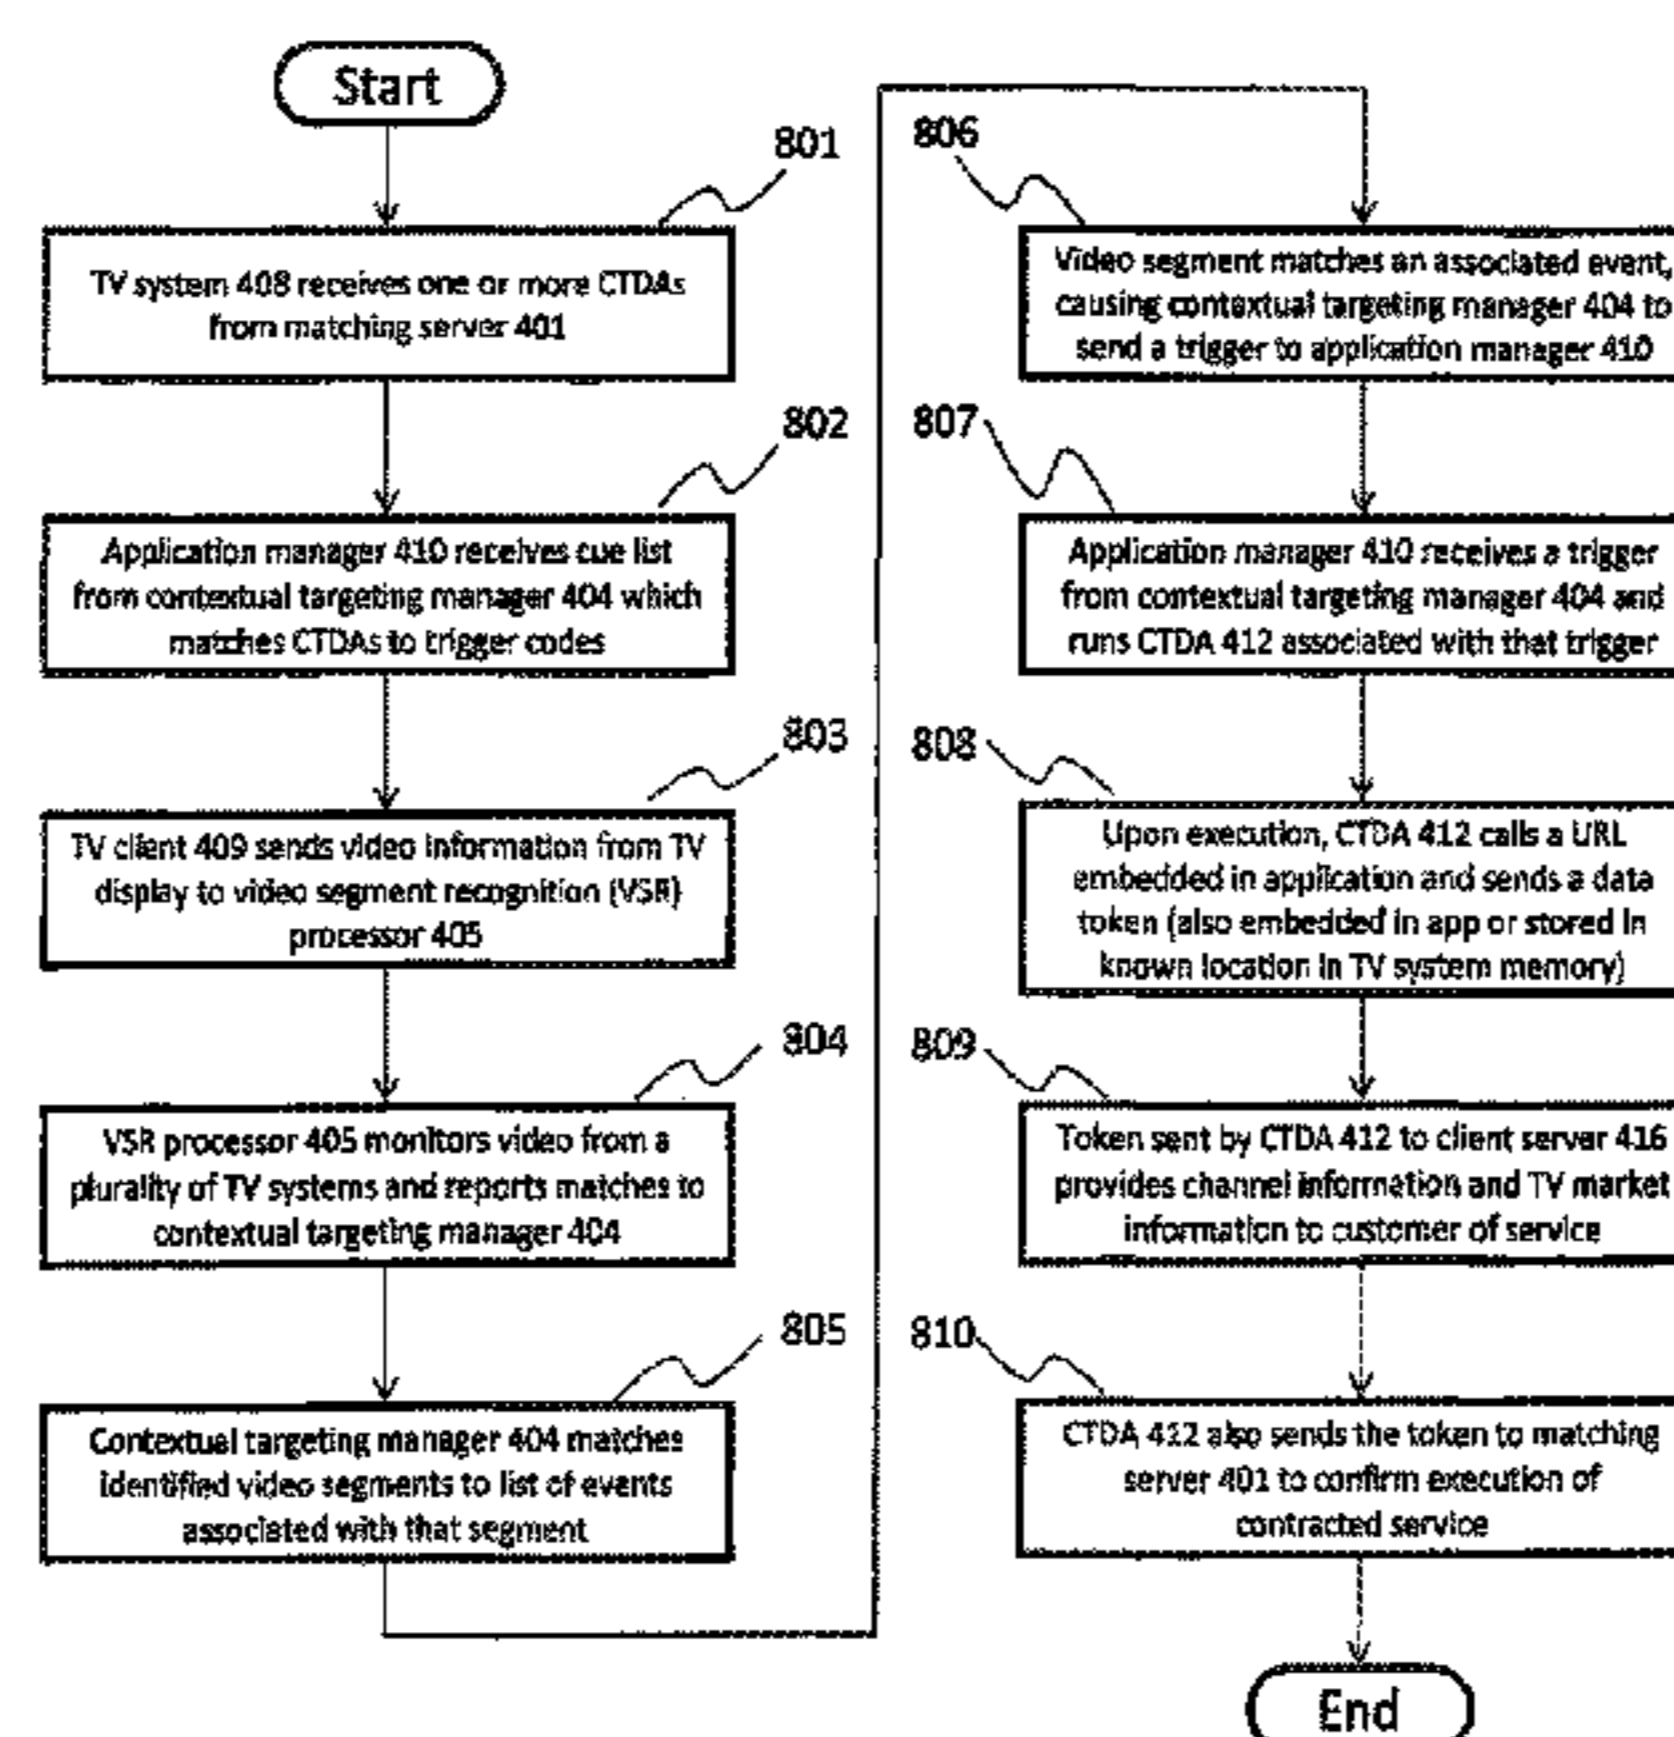 Start
801
TV system 408 receives one or more CTDAs
from matching server 401
802
Application manager 410 receives cue list
from contextual targeting manager 404 which
matches CTDAs to trigger codes
803
TV client 409 sends video information from TV
display to video segment recognition (VSR)
processor 405
804
VSR processor 405 monitors video from a
plurality of TV systems and reports matches to
contextual targeting manager 404
805
Contextual targeting manager 404 matches
identified video segments to list of events
associated with that segment
806
Video segment matches an associated event,
causing contextual targeting manager 404 to
send a trigger to application manager 410
807
Application manager 410 receives a trigger
from contextual targeting manager 404 and
runs CTDA 412 associated with that trigger
808
Upon execution, CTDA 412 calls a URL
embedded in application and sends a data
token (also embedded in app or stored in
known location in TV system memory)
809
Token sent by CTDA 412 to client server 416
provides channel information and TV market
information to customer of service
810
CTDA 412 also sends the token to matching
server 401 to confirm execution of
contracted service
End